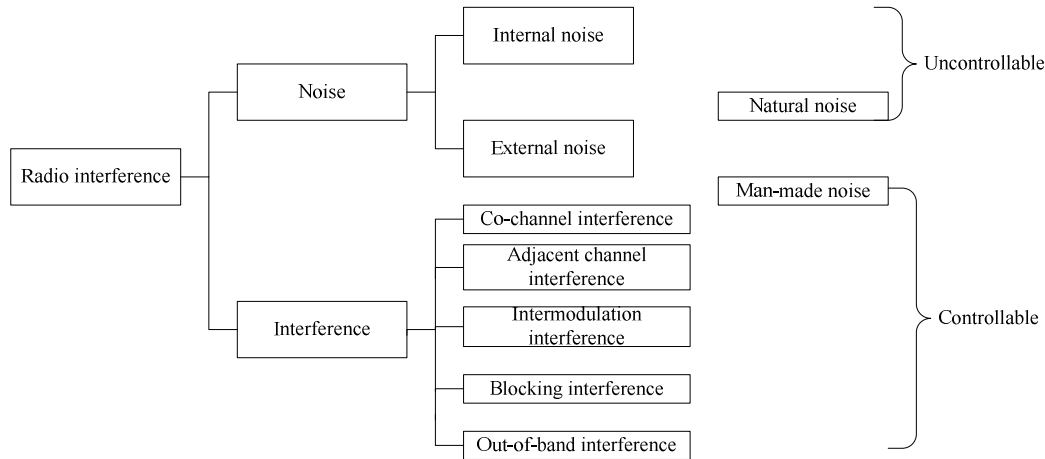 Internal noise
Uncontrollable
Noise
Natural noise
External noise
Radio interference
Man-made noise
Co-channel interference
Adjacent channel
interference
Interference
Intermodulation
interference
Controllable
Blocking interference
Out-of-band interference